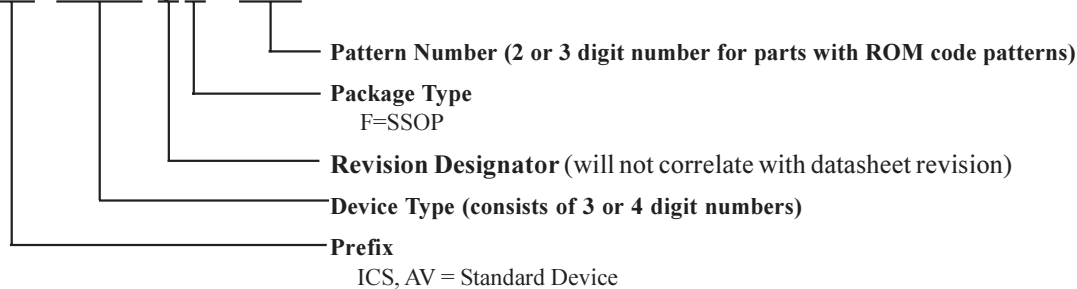 Pattern Number (2 or 3 digit number for parts with ROM code patterns)
Package Type
F=SSOP
Revision Designator (will not correlate with datasheet revision)
Device Type (consists of 3 or 4 digit numbers)
Prefix
ICS, AV = Standard Device